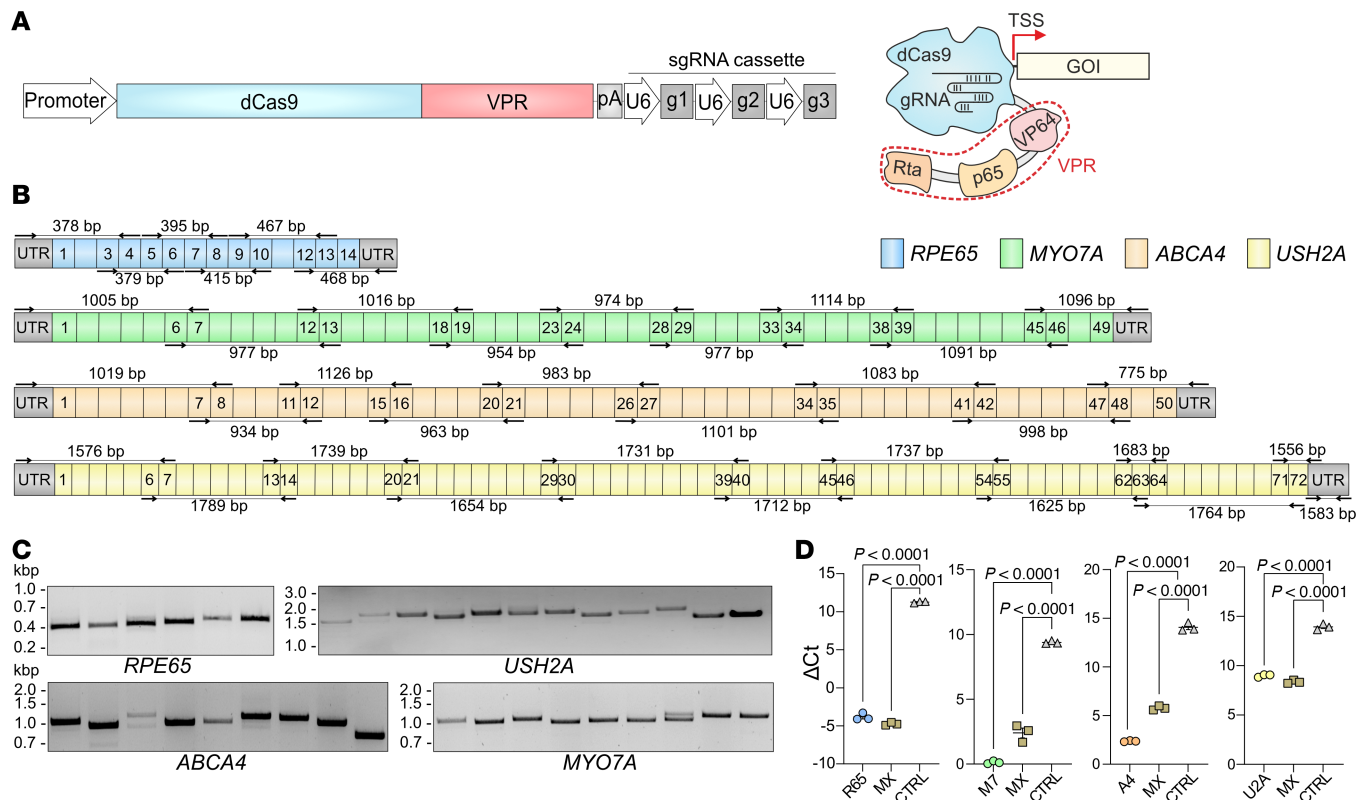 A
Promoter dCas9 VPR pA U6 g1 U6 g2 U6 g3
sgRNA cassette
TSS
dCas9
GOI
gRNA
VP64
Rta
p65
VPR
B
378 bp 395 bp 467 bp
UTR 1 3 4 5 6 7 8 9 10 12 13 14 UTR
379 bp 415 bp 468 bp
RPE65 MYO7A ABCA4 USH2A
1005 bp 1016 bp 974 bp 1114 bp 1096 bp
UTR 1 6 7 12 13 18 19 23 24 28 29 33 34 38 39 45 46 49 UTR
977 bp 954 bp 977 bp 1091 bp
1019 bp 1126 bp 983 bp 1083 bp 775 bp
UTR 1 7 8 11 12 15 16 20 21 26 27 34 35 41 42 47 48 50 UTR
934 bp 963 bp 1101 bp 998 bp
1576 bp 1739 bp 1731 bp 1737 bp 1683 bp 1556 bp
UTR 1 6 7 13 14 20 21 29 30 39 40 45 46 54 55 62 63 64 71 72 UTR
1789 bp 1654 bp 1712 bp 1625 bp 1764 bp 1583 bp
C
kbp
1.0
0.7
0.4
0.2
RPE65
3.0
2.0
1.5
1.0
USH2A
kbp
2.0
1.5
1.0
0.7
ABCA4
2.0
1.5
1.0
0.7
MYO7A
D
ΔCt
P < 0.0001
P < 0.0001
15
10
5
0
-5
-10
R65 MX CTRL
P < 0.0001
P < 0.0001
15
10
5
0
M7 MX CTRL
P < 0.0001
P < 0.0001
20
15
10
5
0
A4 MX CTRL
P < 0.0001
P < 0.0001
20
15
10
5
0
U2A MX CTRL